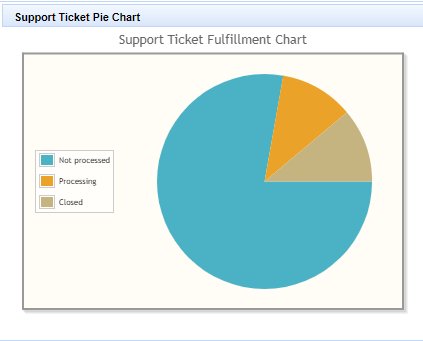 Support Ticket Pie Chart
Support Ticket Fulfillment Chart
Not processed
Processing
Closed